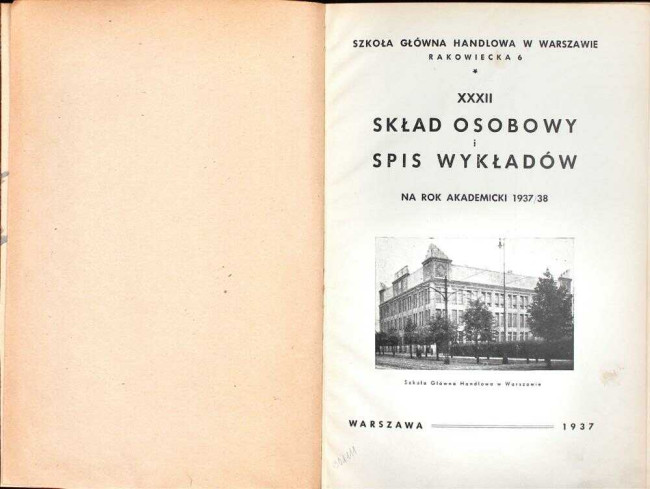 SZKOŁA GŁÓWNA HANDLOWA W WARSZAWIE
RAKOWIECKA 6
XXXII
SKŁAD OSOBOWY
i
SPIS WYKŁADÓW
NA ROK AKADEMICKI 1937/38
Szkoła Główna Handlowa w Warszawie
WARSZAWA 1937